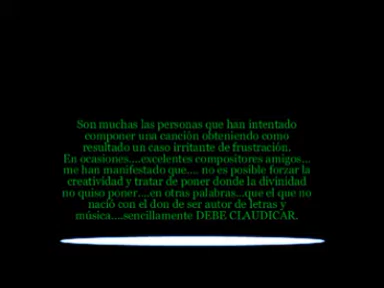 Son muchas las personas que han intentado
componer una canción obteniendo como
resultado un caso irritante de frustración.
En ocasiones....excelentes compositores amigos...
me han manifestado que.... no es posible forzar la
creatividad y tratar de poner donde la divinidad
no quiso poner....en otras palabras...que el que no
nació con el don de ser autor de letras y
música....sencillamente DEBE CLAUDICAR.